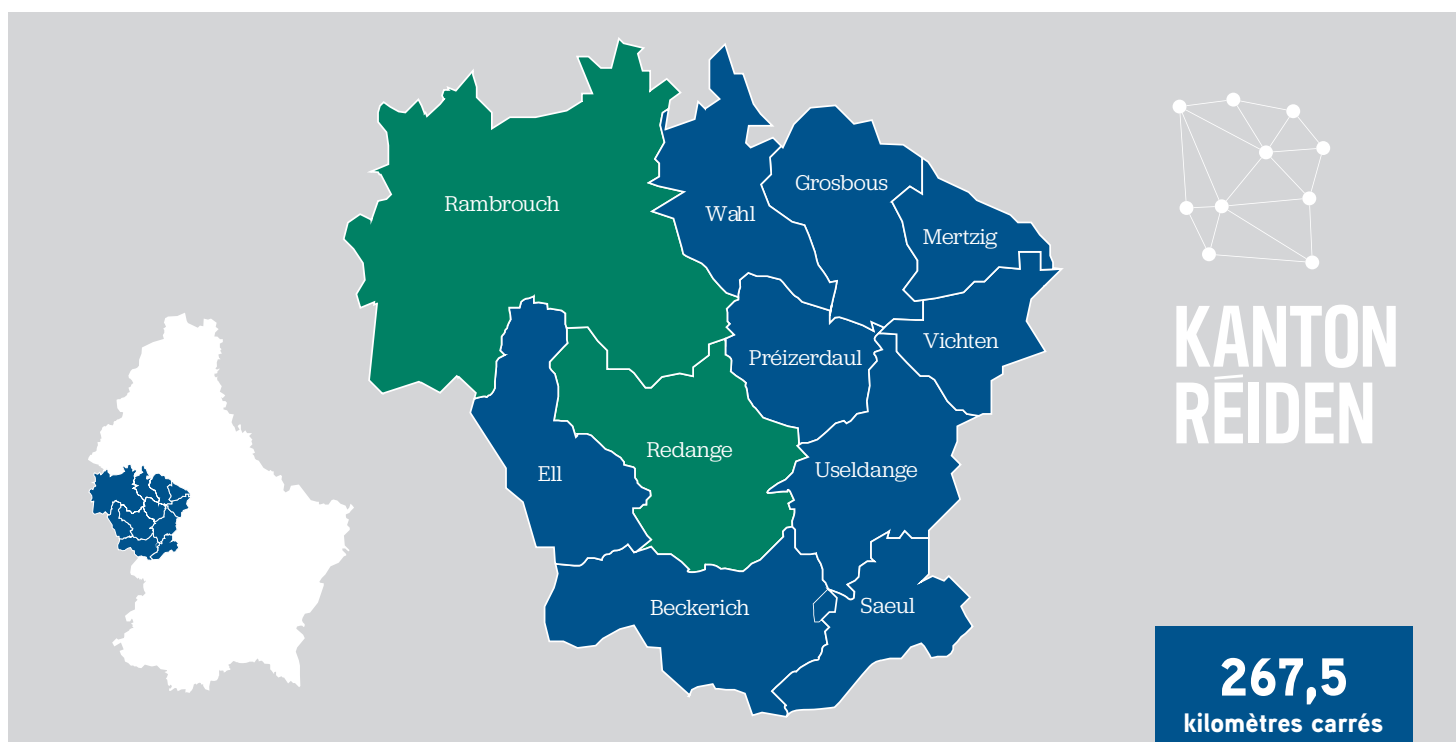 Rambrouch
Wahl
Grosbous
Mertzig
Vichten
Préizerdaul
Redange
Ell
Useldange
Beckerich
Saeul
KANTON
RÉIDEN
267,5
kilomètres carrés